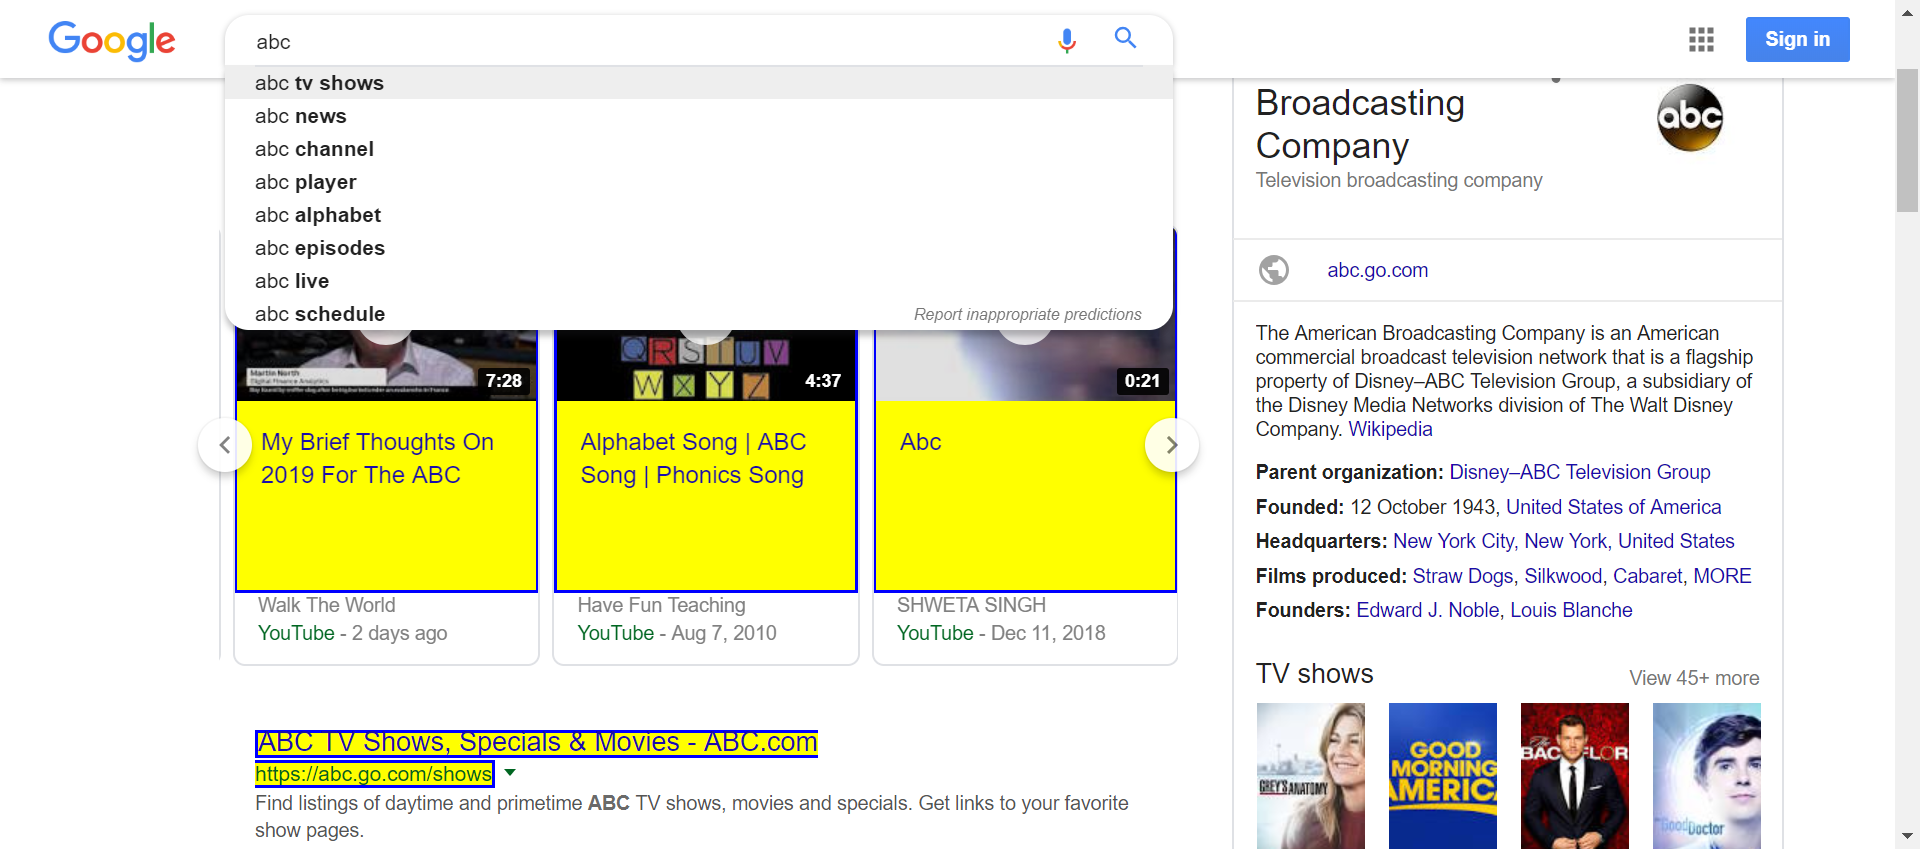 Google
abc
Sign in
abc tv shows
abc news
abc channel
abc player
abc alphabet
abc episodes
abc live
abc schedule
Report inappropriate predictions
Martin North
Digital Finance Analytics
7:28
QRSTUV
WXYZ
4:37
0:21
My Brief Thoughts On
2019 For The ABC
Alphabet Song | ABC
Song | Phonics Song
Abc
Walk The World
YouTube - 2 days ago
Have Fun Teaching
YouTube - Aug 7, 2010
SHWETA SINGH
YouTube - Dec 11, 2018
ABC TV Shows, Specials & Movies - ABC.com
https://abc.go.com/shows
Find listings of daytime and primetime ABC TV shows, movies and specials. Get links to your favorite
show pages.
Broadcasting
Company
abc
Television broadcasting company
abc.go.com
The American Broadcasting Company is an American
commercial broadcast television network that is a flagship
property of Disney–ABC Television Group, a subsidiary of
the Disney Media Networks division of The Walt Disney
Company. Wikipedia
Parent organization: Disney–ABC Television Group
Founded: 12 October 1943, United States of America
Headquarters: New York City, New York, United States
Films produced: Straw Dogs, Silkwood, Cabaret, MORE
Founders: Edward J. Noble, Louis Blanche
TV shows
View 45+ more
GREY'S ANATOMY
GOOD
MORNING
AMERICA
The
BACHELOR
the Good Doctor